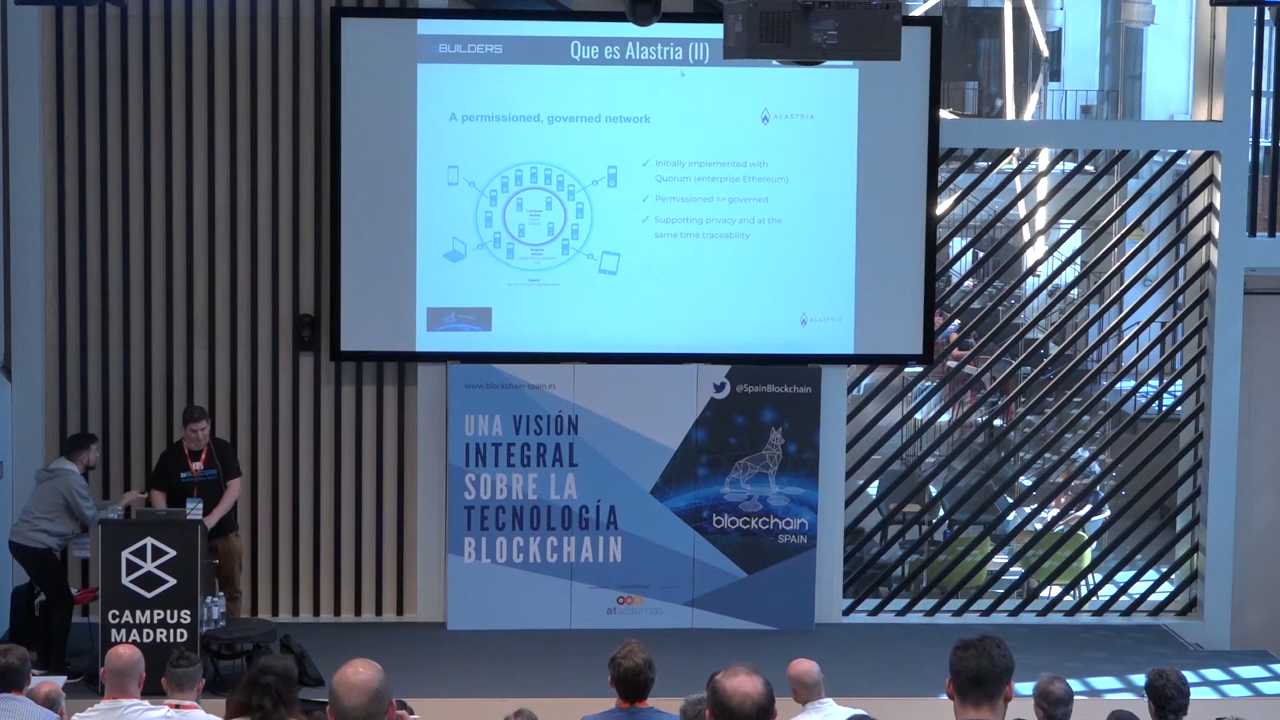 BUILDERS
Que es Alastria (II)
A permissioned, governed network
ALASTRIA
✓ Initially implemented with
Quorum (enterprise Ethereum)
✓ Permissioned => governed
✓ Supporting privacy and at the
same time traceability
ALASTRIA
www.blockchain-spain.es
@SpainBlockchain
UNA VISIÓN
INTEGRAL
SOBRE LA
TECNOLOGÍA
BLOCKCHAIN
blockchain
SPAIN
atsistemas
CAMPUS
MADRID